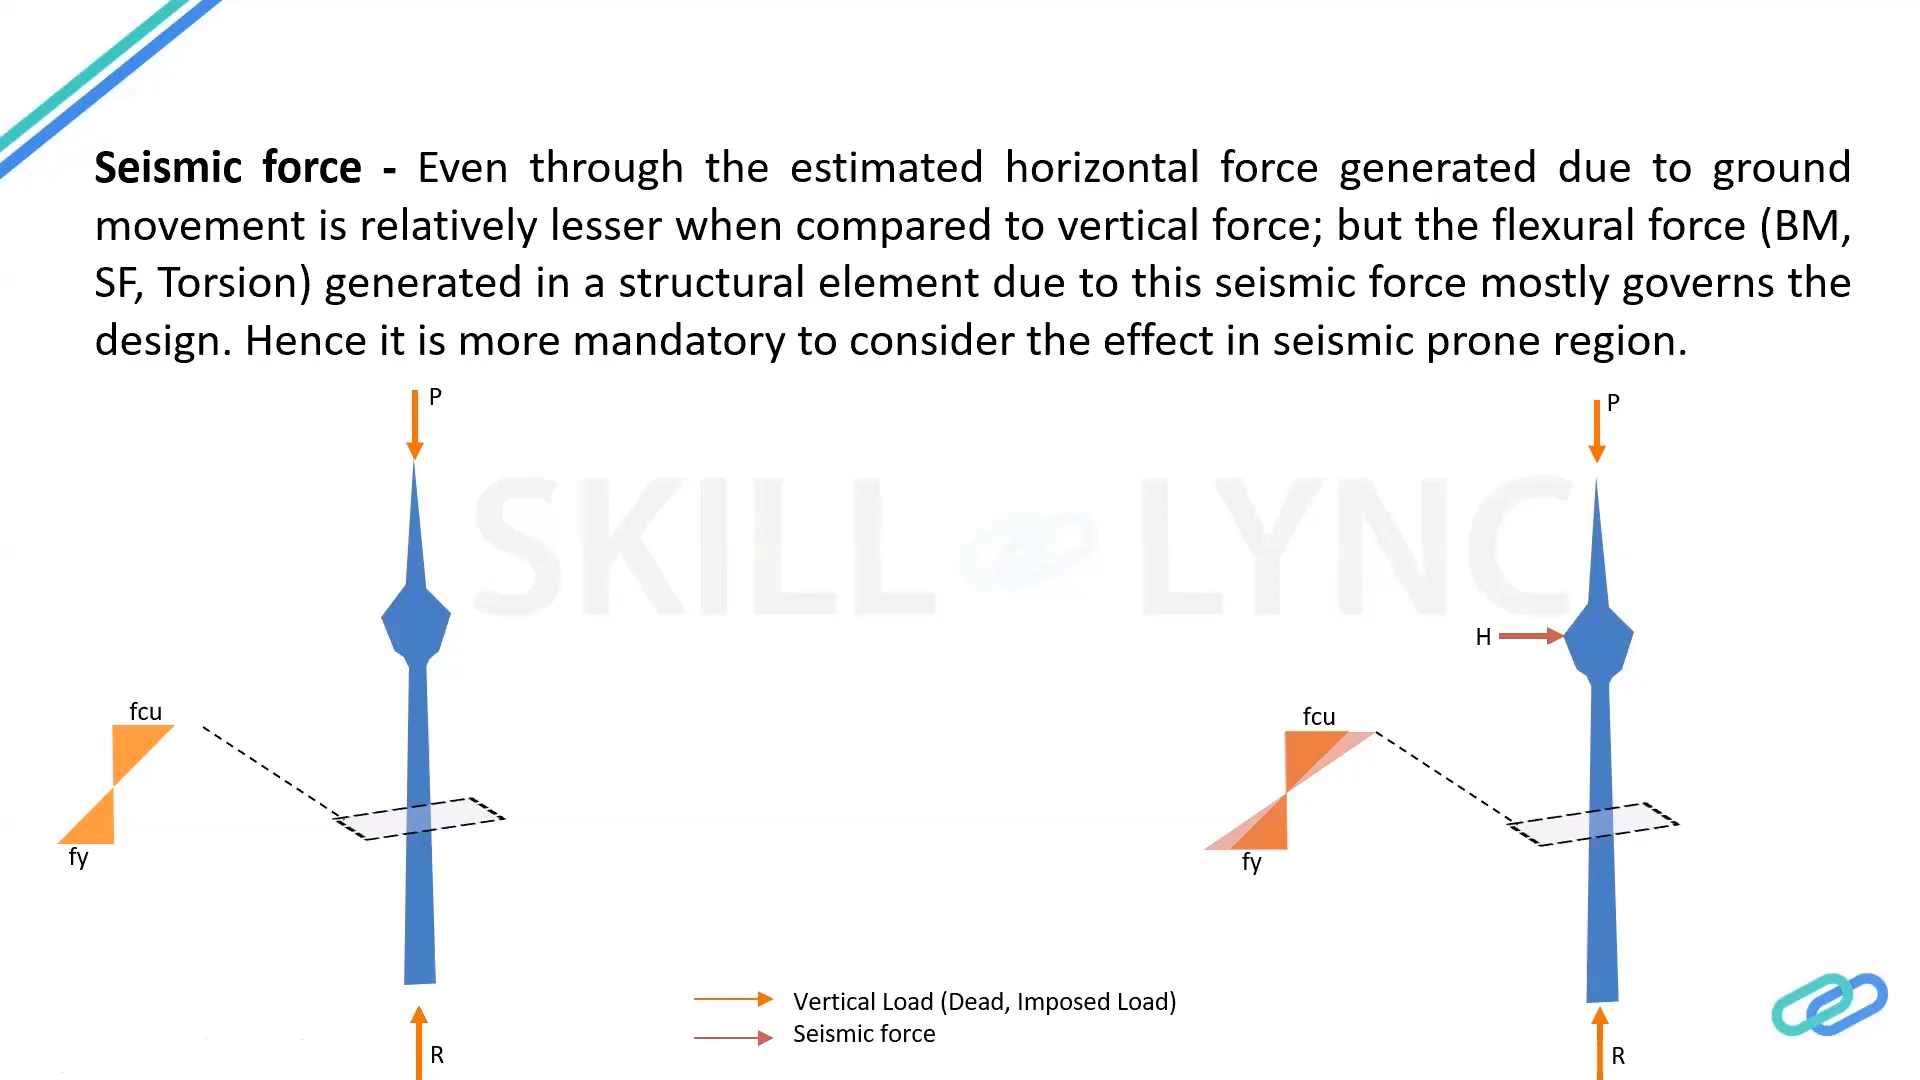 Seismic force - Even through the estimated horizontal force generated due to ground
movement is relatively lesser when compared to vertical force; but the flexural force (BM,
SF, Torsion) generated in a structural element due to this seismic force mostly governs the
design. Hence it is more mandatory to consider the effect in seismic prone region.
P
P
SKILL LYNC
H
fcu
fcu
fy
fy
Vertical Load (Dead, Imposed Load)
Seismic force
R
R